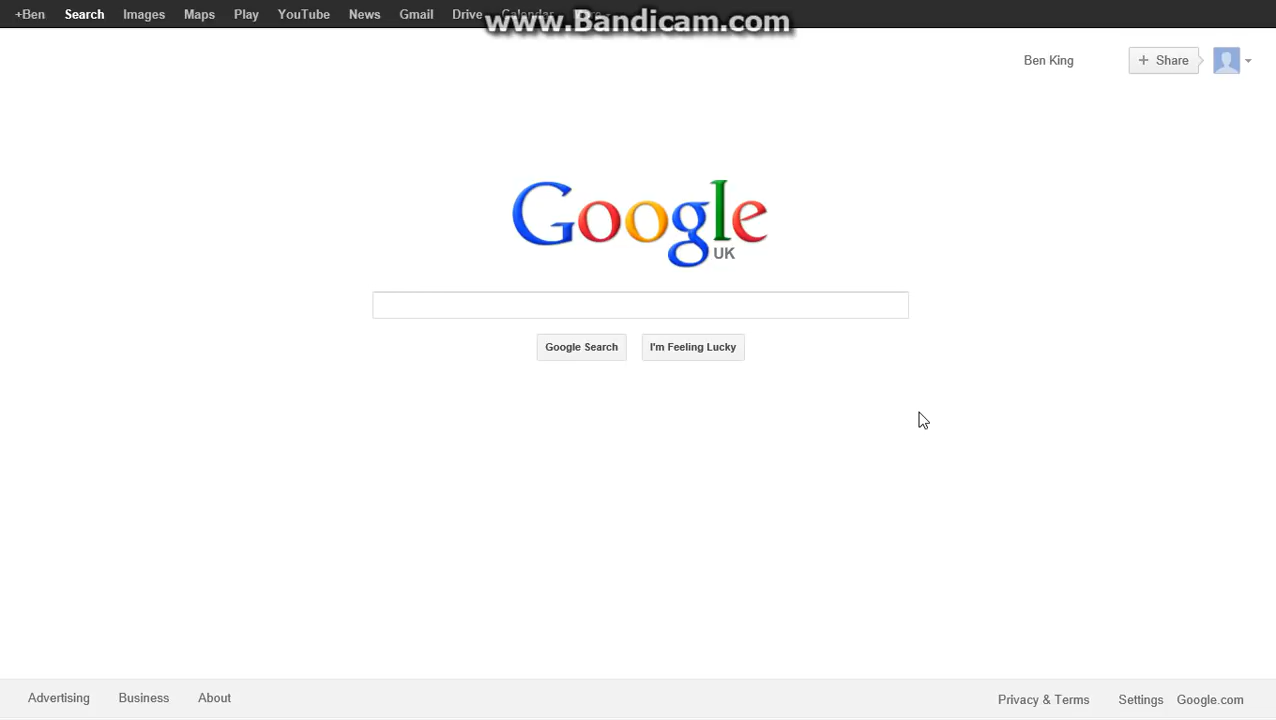 +Ben Search Images Maps Play YouTube News Gmail Drive Calendar
www.Bandicam.com
Ben King + Share
Google
UK
Google Search I'm Feeling Lucky
Advertising Business About Privacy & Terms Settings Google.com